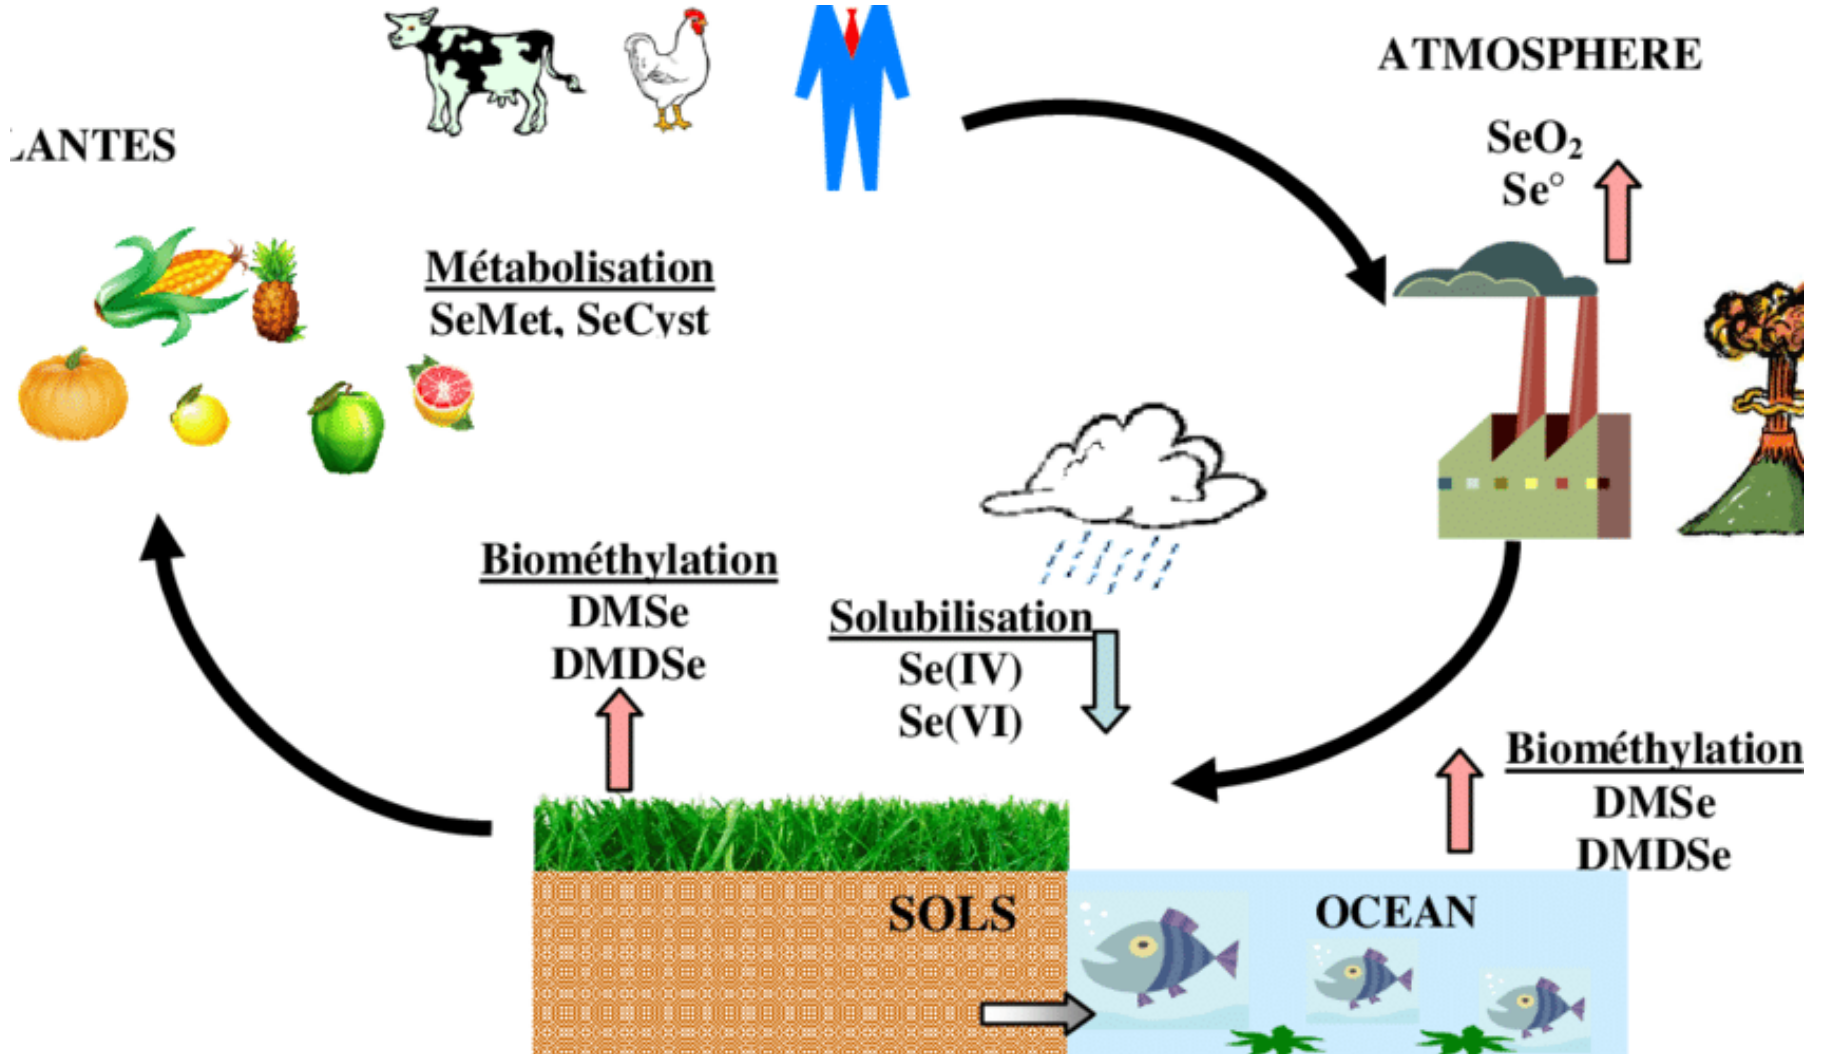 ATMOSPHERE
SeO₂
Se°
LANTES
Métabolisation
SeMet, SeCyst
Biométhylation
DMSe
DMDSe
Solubilisation
Se(IV)
Se(VI)
Biométhylation
DMSe
DMDSe
SOLS
OCEAN